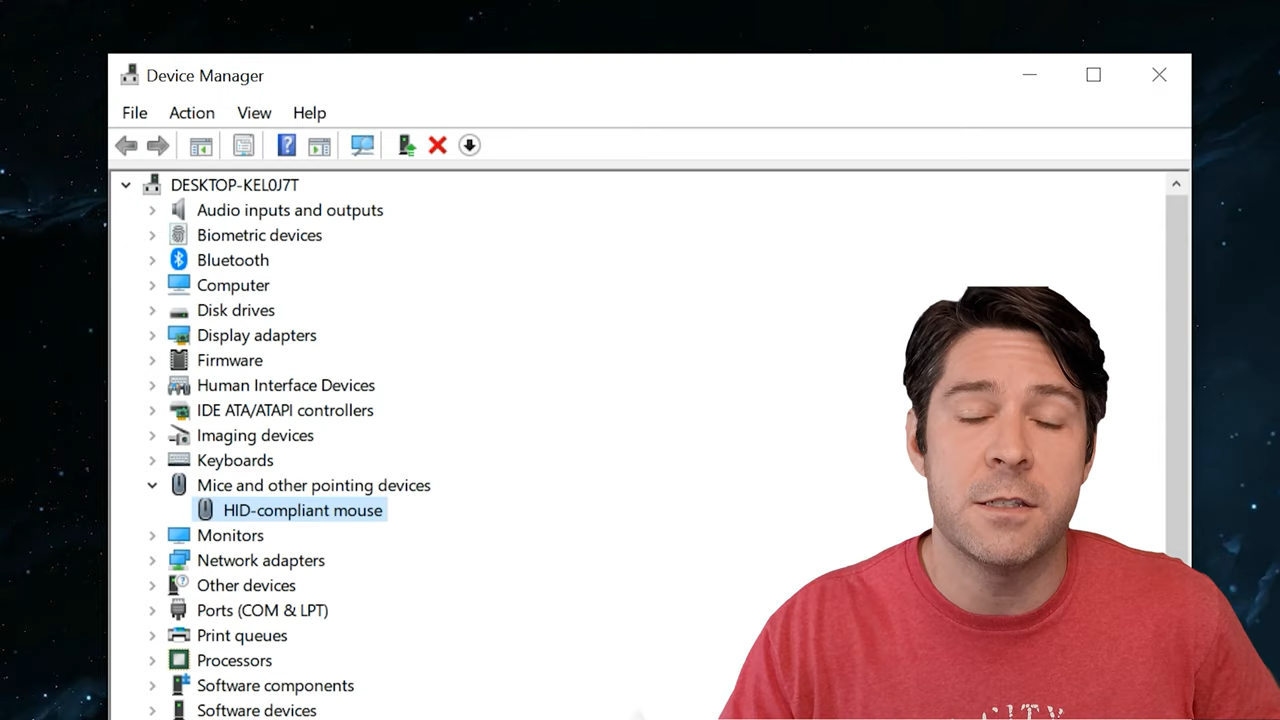 Device Manager
File Action View Help
DESKTOP-KEL0J7T
Audio inputs and outputs
Biometric devices
Bluetooth
Computer
Disk drives
Display adapters
Firmware
Human Interface Devices
IDE ATA/ATAPI controllers
Imaging devices
Keyboards
Mice and other pointing devices
HID-compliant mouse
Monitors
Network adapters
Other devices
Ports (COM & LPT)
Print queues
Processors
Software components
Software devices
CITY